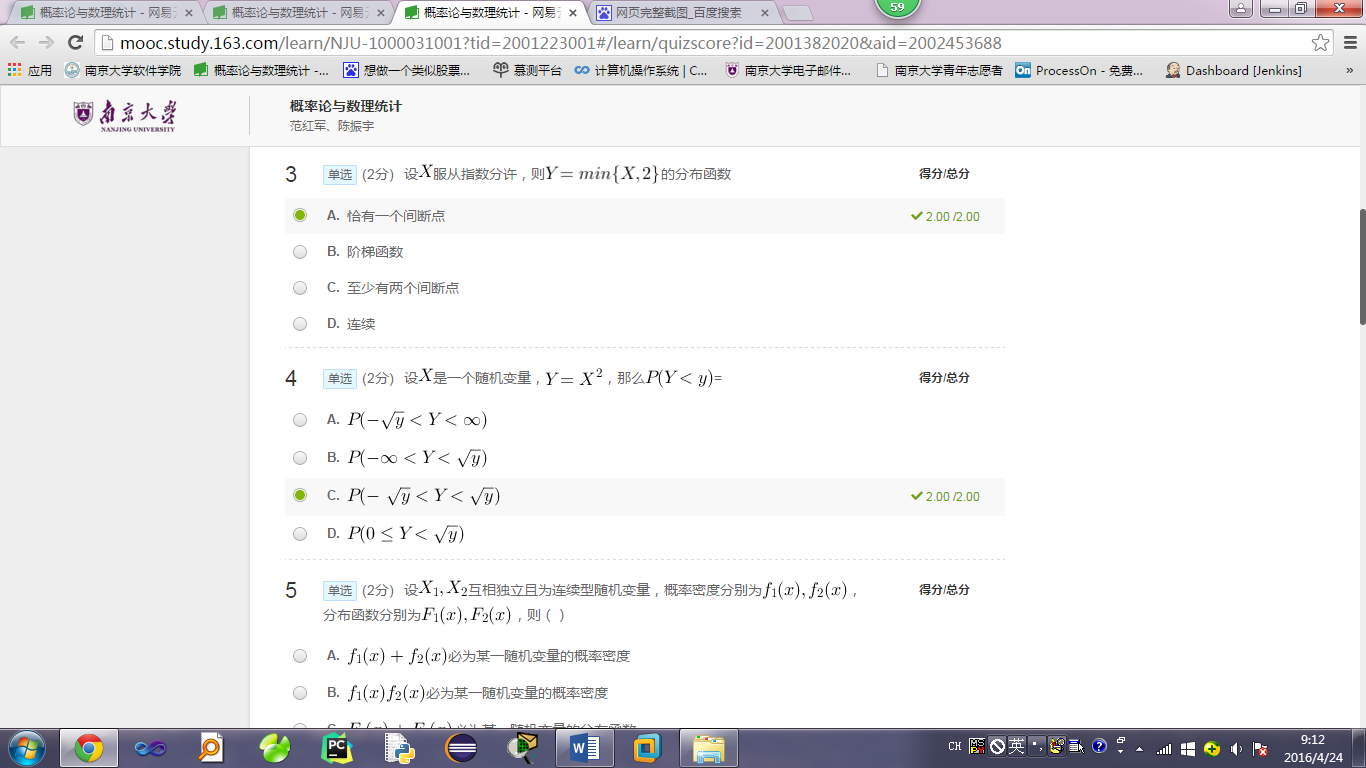 59
概率论与数理统计 - 网易云
概率论与数理统计 - 网易云
概率论与数理统计 - 网易云
网页完整截图_百度搜索
mooc.study.163.com/learn/NJU-1000031001?tid=2001223001#/learn/quizscore?id=2001382020&aid=2002453688
应用 南京大学软件学院 概率论与数理统计 -... 想做一个类似股票... 慕测平台 计算机操作系统 | C... 南京大学电子邮件... 南京大学青年志愿者 ProcessOn - 免费... Dashboard [Jenkins] »
南京大学
NANJING UNIVERSITY
概率论与数理统计
范红军、陈振宇
3 单选 (2分) 设X服从指数分许，则Y = min{X, 2}的分布函数 得分/总分
A. 恰有一个间断点 2.00 /2.00
B. 阶梯函数
C. 至少有两个间断点
D. 连续
4 单选 (2分) 设X是一个随机变量，Y = X²，那么P(Y < y)= 得分/总分
A. P(−√y < Y < ∞)
B. P(−∞ < Y < √y)
C. P(− √y < Y < √y) 2.00 /2.00
D. P(0 ≤ Y < √y)
5 单选 (2分) 设X₁, X₂互相独立且为连续型随机变量，概率密度分别为f₁(x), f₂(x)， 得分/总分
分布函数分别为F₁(x), F₂(x)，则（ ）
A. f₁(x) + f₂(x)必为某一随机变量的概率密度
B. f₁(x)f₂(x)必为某一随机变量的概率密度
CH 英 9:12
2016/4/24